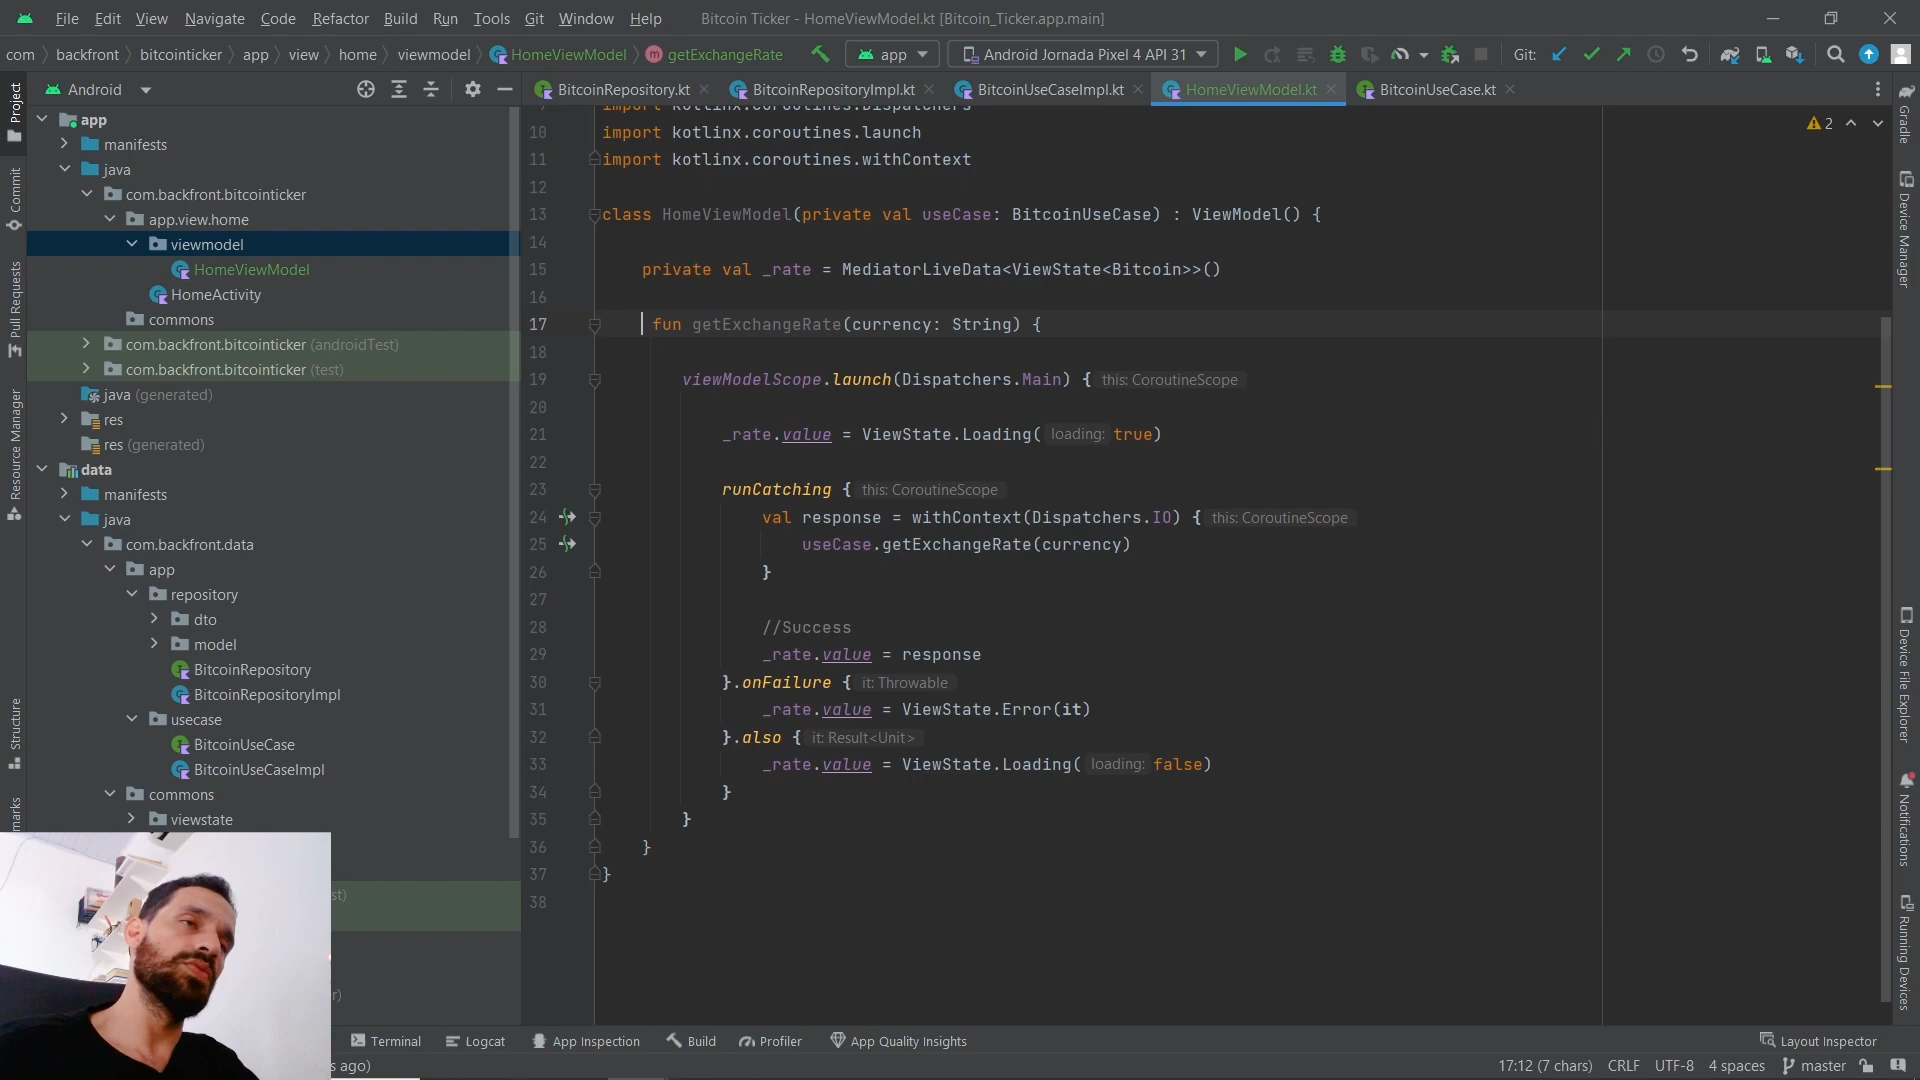 File Edit View Navigate Code Refactor Build Run Tools Git Window Help Bitcoin Ticker - HomeViewModel.kt [Bitcoin_Ticker.app.main]
com backfront bitcointicker app view home viewmodel HomeViewModel getExchangeRate app Android Jornada Pixel 4 API 31 Git:
Android BitcoinRepository.kt BitcoinRepositoryImpl.kt BitcoinUseCaseImpl.kt HomeViewModel.kt BitcoinUseCase.kt
Project
Commit
Pull Requests
Resource Manager
Structure
marks
app
manifests
java
com.backfront.bitcointicker
app.view.home
viewmodel
HomeViewModel
HomeActivity
commons
com.backfront.bitcointicker (androidTest)
com.backfront.bitcointicker (test)
java (generated)
res
res (generated)
data
manifests
java
com.backfront.data
app
repository
dto
model
BitcoinRepository
BitcoinRepositoryImpl
usecase
BitcoinUseCase
BitcoinUseCaseImpl
commons
viewstate
st)
r)
import kotlinx.coroutines.Dispatchers
10 import kotlinx.coroutines.launch
11 import kotlinx.coroutines.withContext
12
13 class HomeViewModel(private val useCase: BitcoinUseCase) : ViewModel() {
14
15 private val _rate = MediatorLiveData<ViewState<Bitcoin>>()
16
17 fun getExchangeRate(currency: String) {
18
19 viewModelScope.launch(Dispatchers.Main) { this: CoroutineScope
20
21 _rate.value = ViewState.Loading( loading: true)
22
23 runCatching { this: CoroutineScope
24 val response = withContext(Dispatchers.IO) { this: CoroutineScope
25 useCase.getExchangeRate(currency)
26 }
27
28 //Success
29 _rate.value = response
30 }.onFailure { it: Throwable
31 _rate.value = ViewState.Error(it)
32 }.also { it: Result<Unit>
33 _rate.value = ViewState.Loading( loading: false)
34 }
35 }
36 }
37 }
38
2
Gradle
Device Manager
Device File Explorer
Notifications
Running Devices
Terminal Logcat App Inspection Build Profiler App Quality Insights Layout Inspector
s ago) 17:12 (7 chars) CRLF UTF-8 4 spaces master